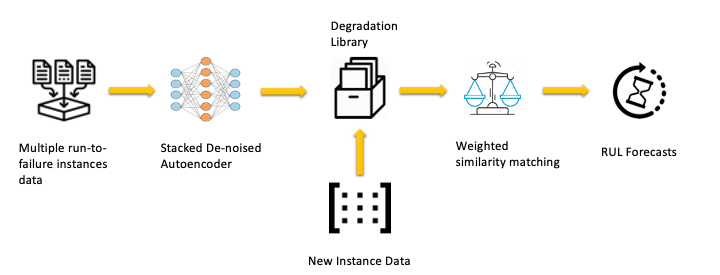 Degradation
Library
Multiple run-to-
failure instances
data
Stacked De-noised
Autoencoder
Weighted
similarity matching
RUL Forecasts
New Instance Data